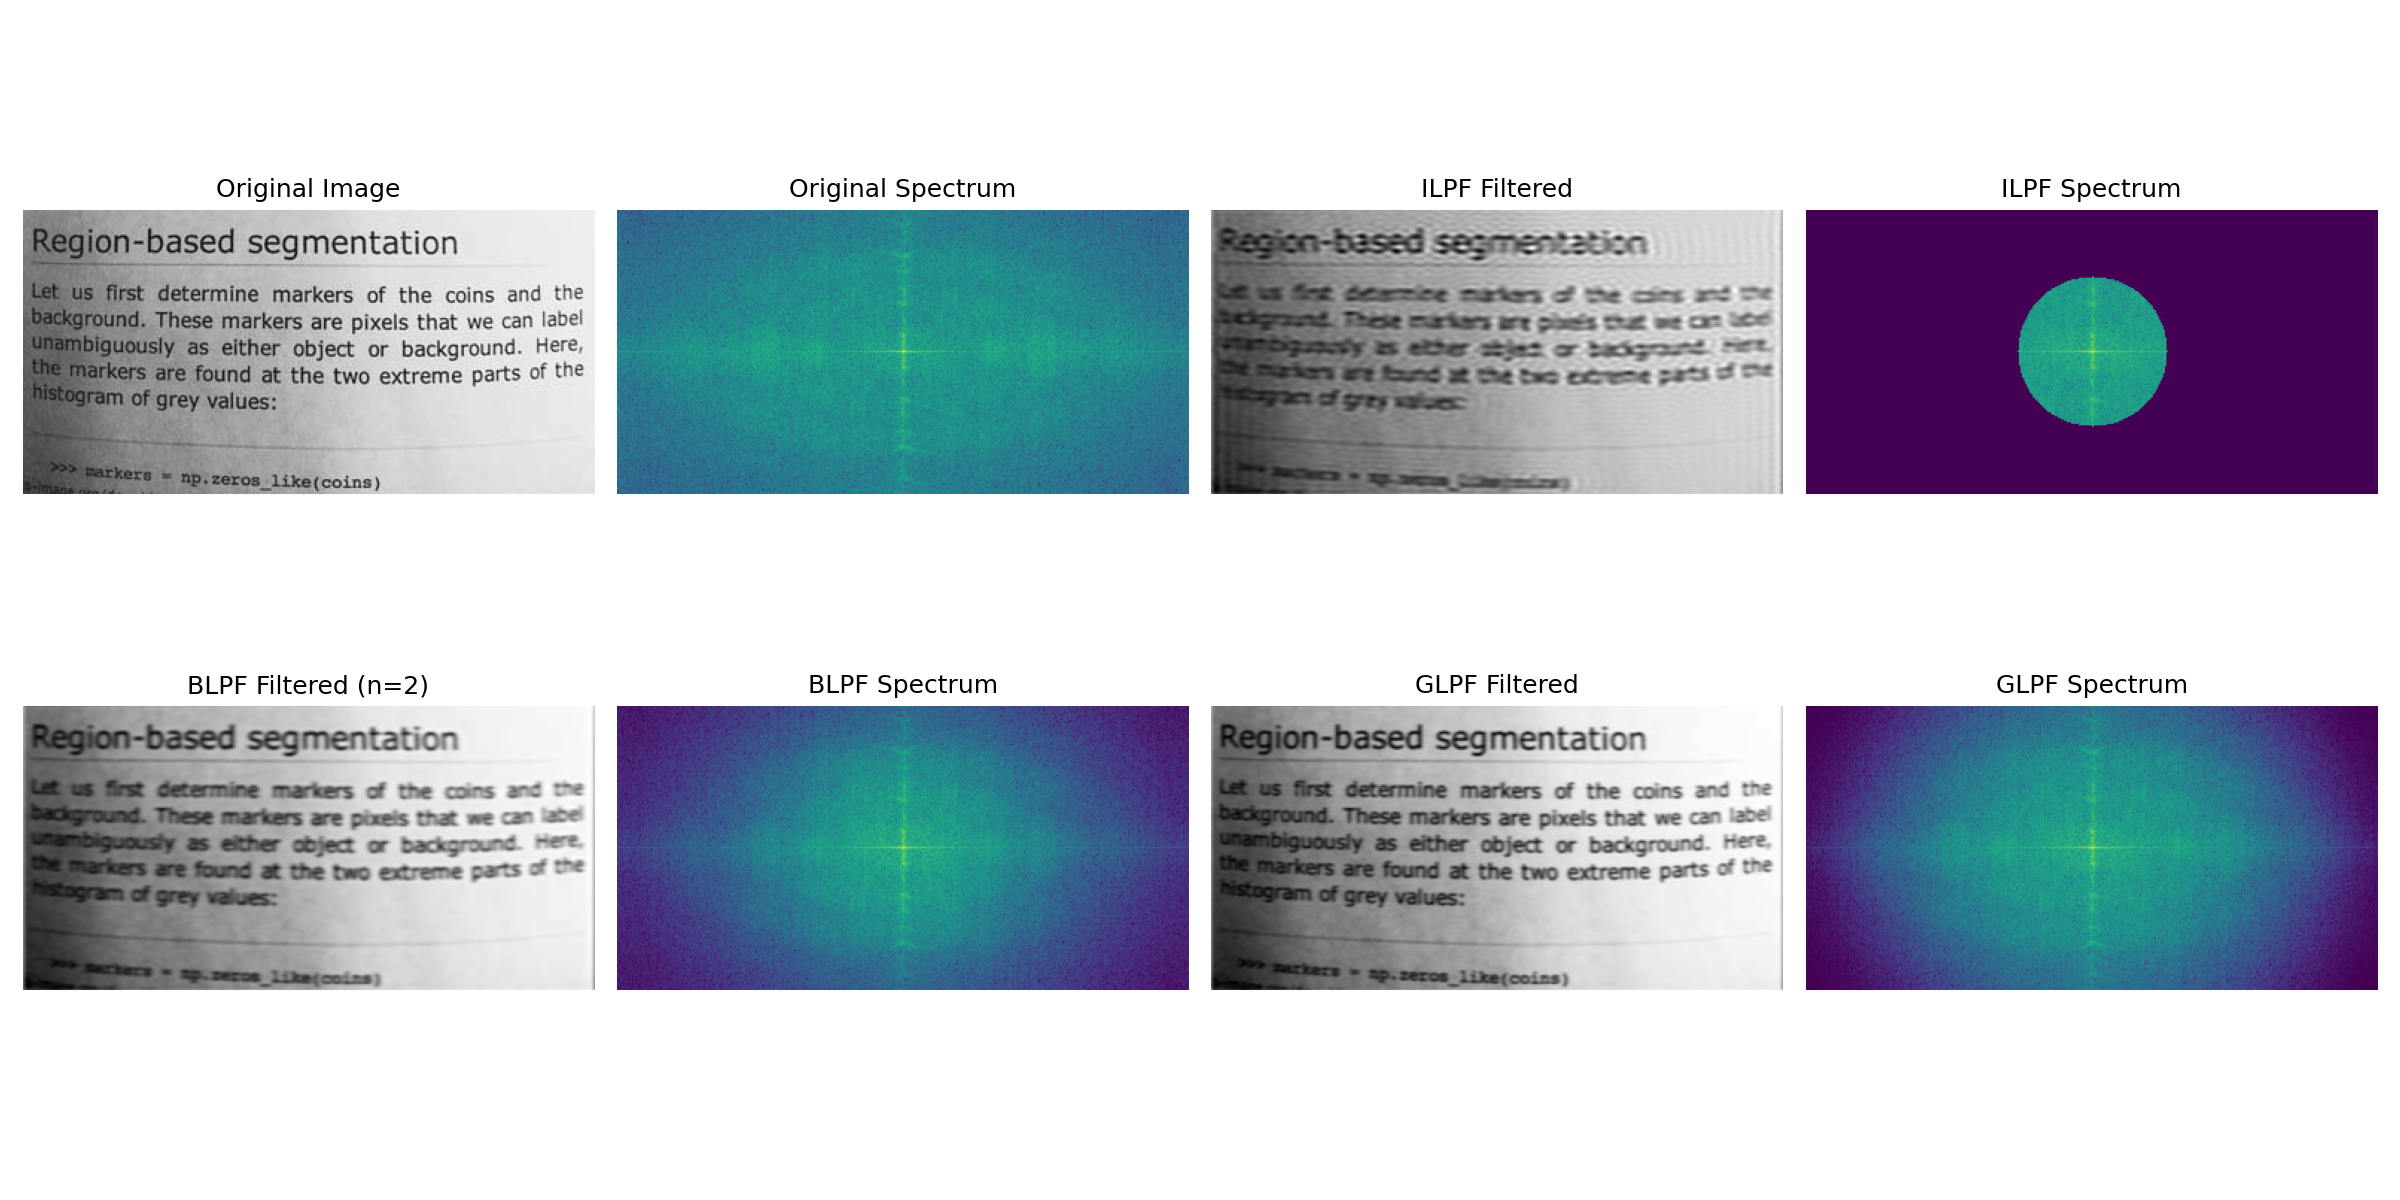 Original Image
Original Spectrum
ILPF Filtered
ILPF Spectrum
Region-based segmentation
Let us first determine markers of the coins and the
background. These markers are pixels that we can label
unambiguously as either object or background. Here,
the markers are found at the two extreme parts of the
histogram of grey values:
>>> markers = np.zeros_like(coins)
Region-based segmentation
Let us first determine markers of the coins and the
background. These markers are pixels that we can label
unambiguously as either object or background. Here,
the markers are found at the two extreme parts of the
histogram of grey values:
>>> markers = np.zeros_like(coins)
BLPF Filtered (n=2)
BLPF Spectrum
GLPF Filtered
GLPF Spectrum
Region-based segmentation
Let us first determine markers of the coins and the
background. These markers are pixels that we can label
unambiguously as either object or background. Here,
the markers are found at the two extreme parts of the
histogram of grey values:
>>> markers = np.zeros_like(coins)
Region-based segmentation
Let us first determine markers of the coins and the
background. These markers are pixels that we can label
unambiguously as either object or background. Here,
the markers are found at the two extreme parts of the
histogram of grey values:
>>> markers = np.zeros_like(coins)